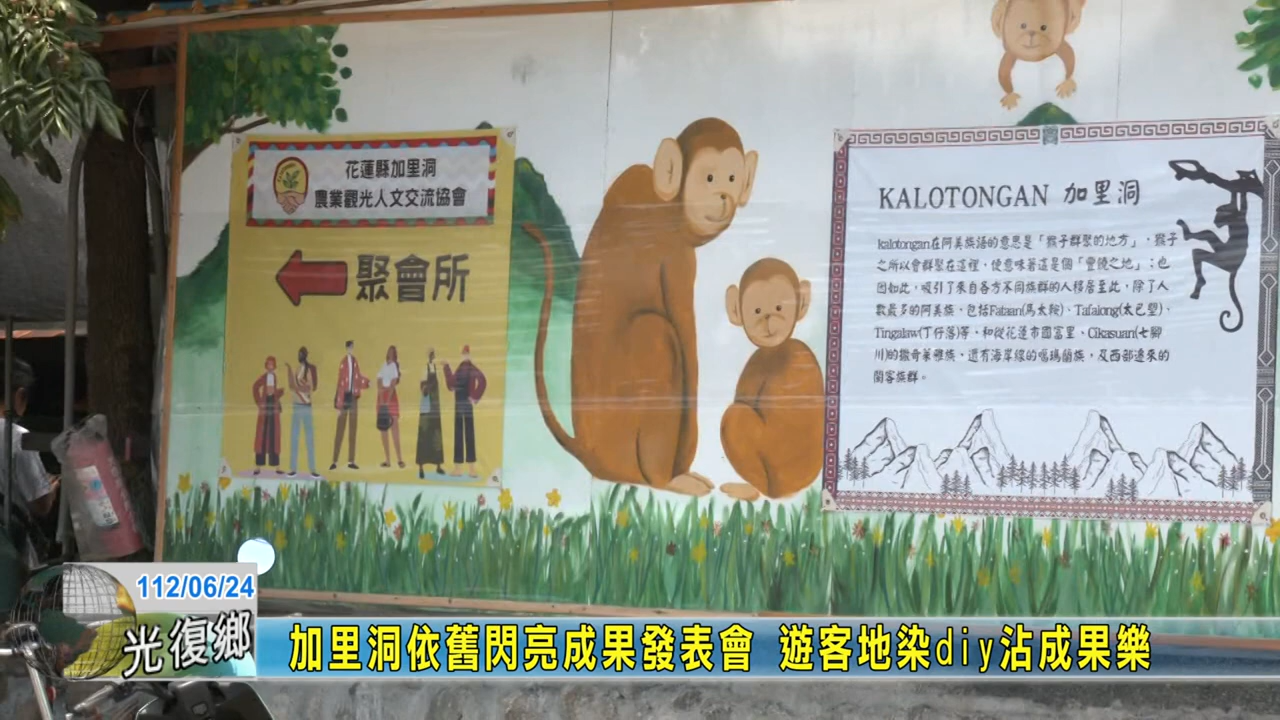 花蓮縣加里洞
農業觀光人文交流協會
聚會所
KALOTONGAN 加里洞
kalotongan在阿美族語的意思是「猴子群聚的地方」，猴子
之所以會群聚在這裡，便意味著這是個「豐饒之地」；也
因如此，吸引了來自各方不同族群的人移居至此，除了人
數最多的阿美族，包括Fataan(馬太鞍)、Tafalong(太巴塱)、
Tingalaw(丁仔落)等、和從花蓮市國富里、Cikasuan(七腳
川)的撒奇萊雅族，還有海岸線的噶瑪蘭族，及西部遷來的
閩客族群。
112/06/24
光復鄉
加里洞依舊閃亮成果發表會 遊客地染diy沾成果樂